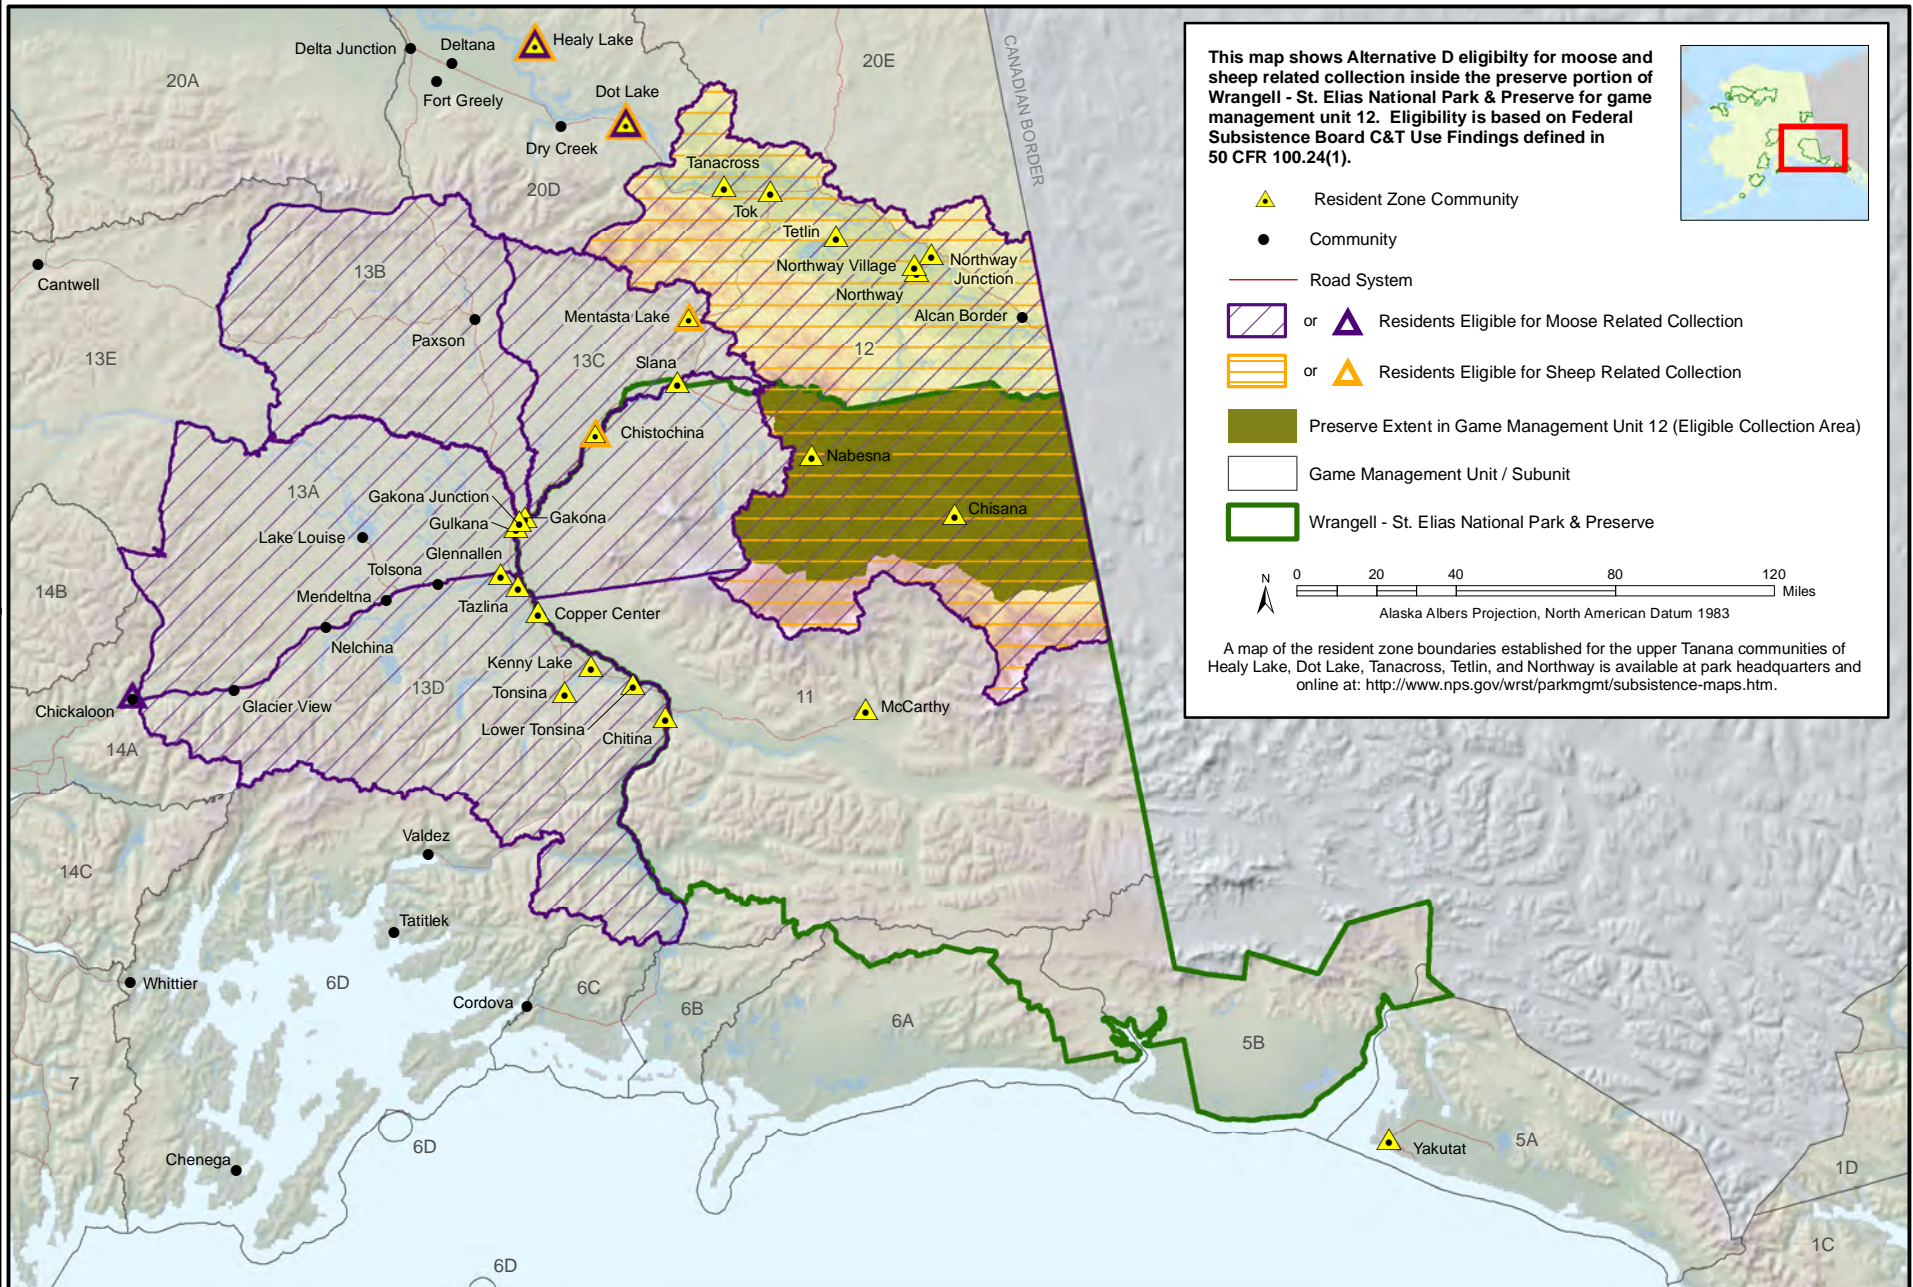 This map shows Alternative D eligibilty for moose and
sheep related collection inside the preserve portion of
Wrangell - St. Elias National Park & Preserve for game
management unit 12. Eligibility is based on Federal
Subsistence Board C&T Use Findings defined in
50 CFR 100.24(1).
Resident Zone Community
Community
Road System
or
Residents Eligible for Moose Related Collection
or
Residents Eligible for Sheep Related Collection
Preserve Extent in Game Management Unit 12 (Eligible Collection Area)
Game Management Unit / Subunit
Wrangell - St. Elias National Park & Preserve
N
0 20 40 80 120
Miles
Alaska Albers Projection, North American Datum 1983
A map of the resident zone boundaries established for the upper Tanana communities of
Healy Lake, Dot Lake, Tanacross, Tetlin, and Northway is available at park headquarters and
online at: http://www.nps.gov/wrst/parkmgmt/subsistence-maps.htm.
CANADIAN BORDER
Delta Junction
Deltana
Healy Lake
20E
20A
Fort Greely
Dot Lake
Dry Creek
Tanacross
20D
Tok
Tetlin
Northway Village
Northway
Junction
Northway
13B
Cantwell
Mentasta Lake
Alcan Border
Paxson
13E
13C
12
Slana
Chistochina
Nabesna
13A
Gakona Junction
Gakona
Gulkana
Chisana
Lake Louise
Glennallen
Tolsona
14B
Mendeltna
Tazlina
Copper Center
Nelchina
Kenny Lake
13D
Tonsina
11
Chickaloon
Glacier View
McCarthy
Lower Tonsina
Chitina
14A
Valdez
14C
Tatitlek
Whittier
6D
Cordova
6C
6B
6A
5B
7
6D
Chenega
Yakutat
5A
1D
1C
6D